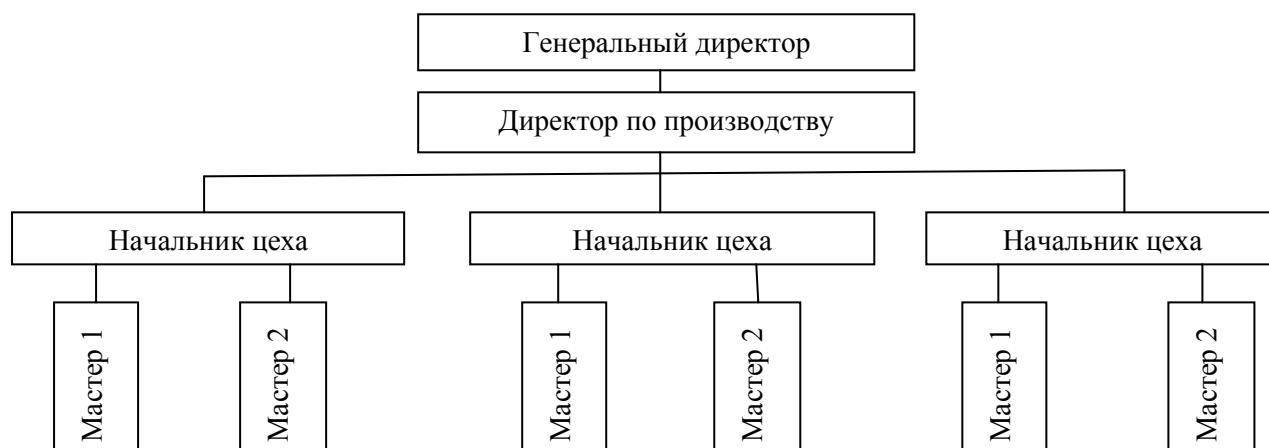 Генеральный директор
Директор по производству
Начальник цеха
Начальник цеха
Начальник цеха
Мастер 1
Мастер 2
Мастер 1
Мастер 2
Мастер 1
Мастер 2